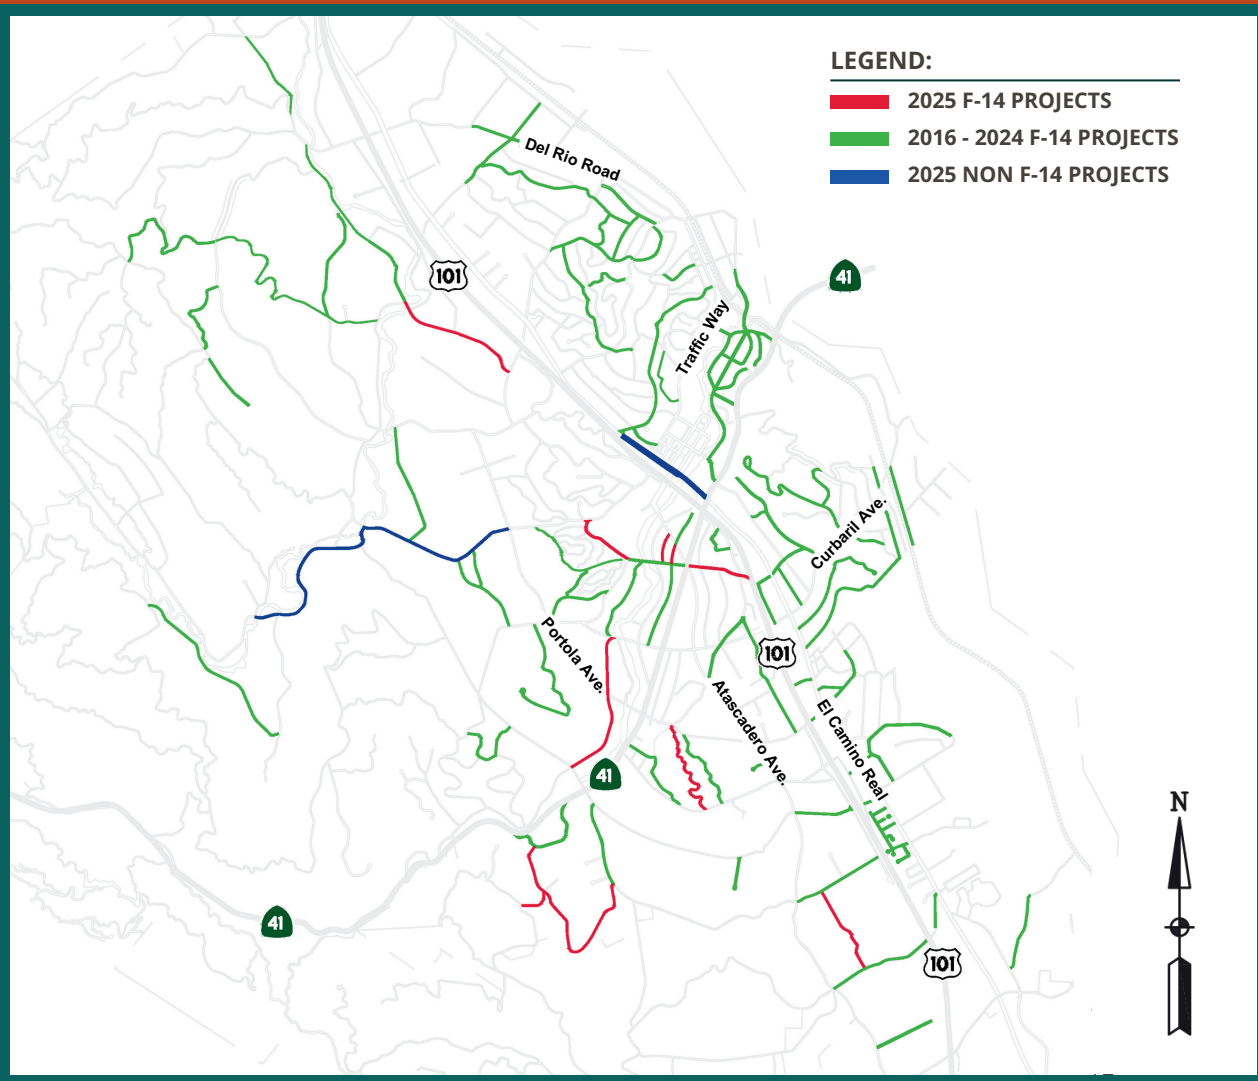 LEGEND:
2025 F-14 PROJECTS
2016 - 2024 F-14 PROJECTS
2025 NON F-14 PROJECTS
Del Rio Road
101
41
Traffic Way
Curbaril Ave.
Portola Ave.
101
Atascadero Ave.
El Camino Real
41
N
41
101